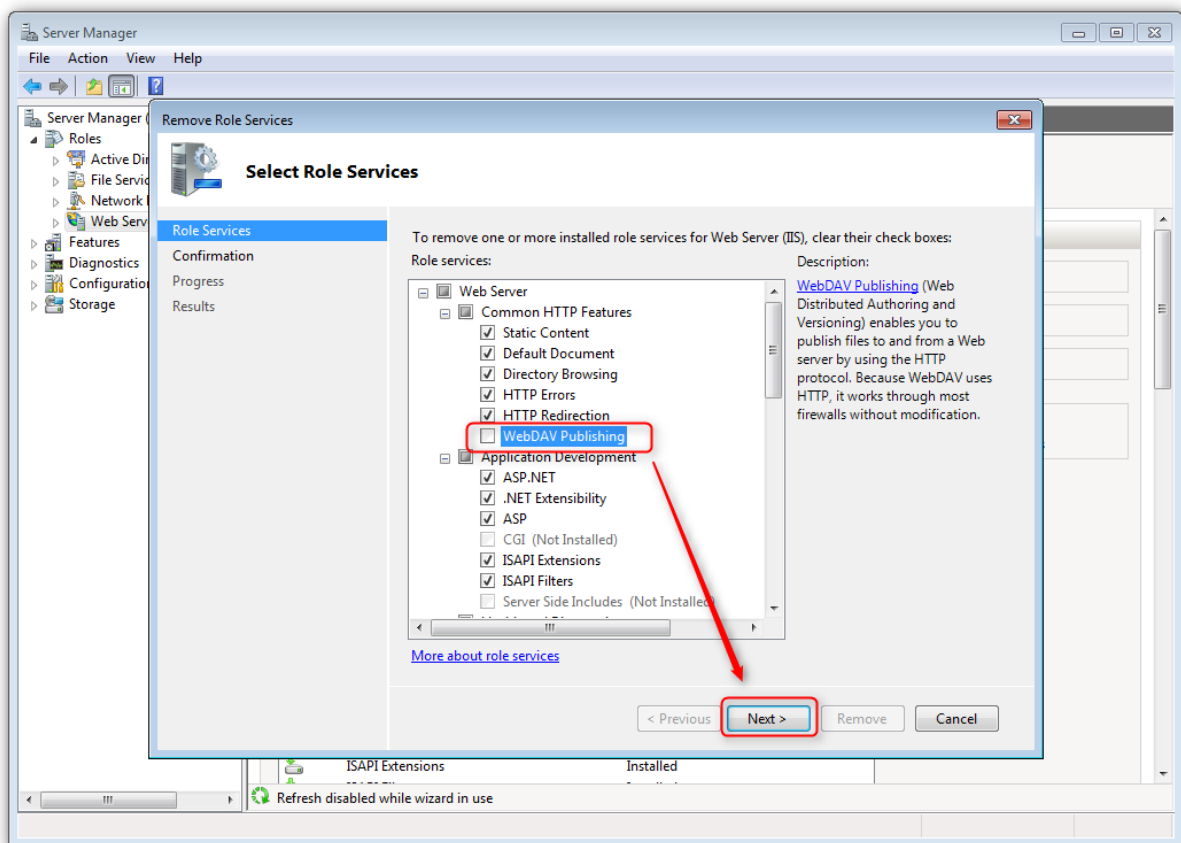 Server Manager
File Action View Help
Server Manager (
Roles
Active Dir
File Servic
Network
Web Serv
Features
Diagnostics
Configuration
Storage
Remove Role Services
Select Role Services
Role Services
Confirmation
Progress
Results
To remove one or more installed role services for Web Server (IIS), clear their check boxes:
Role services:
Web Server
Common HTTP Features
Static Content
Default Document
Directory Browsing
HTTP Errors
HTTP Redirection
WebDAV Publishing
Application Development
ASP.NET
.NET Extensibility
ASP
CGI (Not Installed)
ISAPI Extensions
ISAPI Filters
Server Side Includes (Not Installed)
More about role services
Description:
WebDAV Publishing (Web
Distributed Authoring and
Versioning) enables you to
publish files to and from a Web
server by using the HTTP
protocol. Because WebDAV uses
HTTP, it works through most
firewalls without modification.
< Previous
Next >
Remove
Cancel
ISAPI Extensions Installed
Refresh disabled while wizard in use